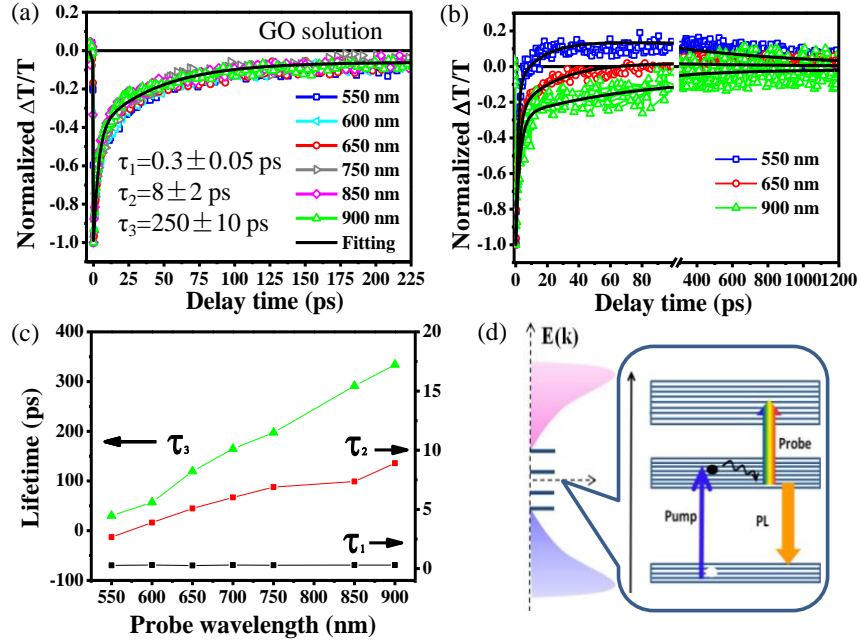 (a)
GO solution
0.2
0.0
-0.2
-0.4
-0.6
-0.8
-1.0
Normalized ΔT/T
550 nm
600 nm
650 nm
750 nm
850 nm
900 nm
Fitting
τ1=0.3±0.05 ps
τ2=8±2 ps
τ3=250±10 ps
0 25 50 75 100 125 150 175 200 225
Delay time (ps)
(b)
0.4
0.2
0.0
-0.2
-0.4
-0.6
-0.8
-1.0
Normalized ΔT/T
550 nm
650 nm
900 nm
0 20 40 60 80 400 600 800 1000 1200
Delay time (ps)
(c)
400
300
200
100
0
-100
Lifetime (ps)
τ3
τ2
τ1
20
15
10
5
0
550 600 650 700 750 800 850 900
Probe wavelength (nm)
(d)
E(k)
Probe
Pump
PL